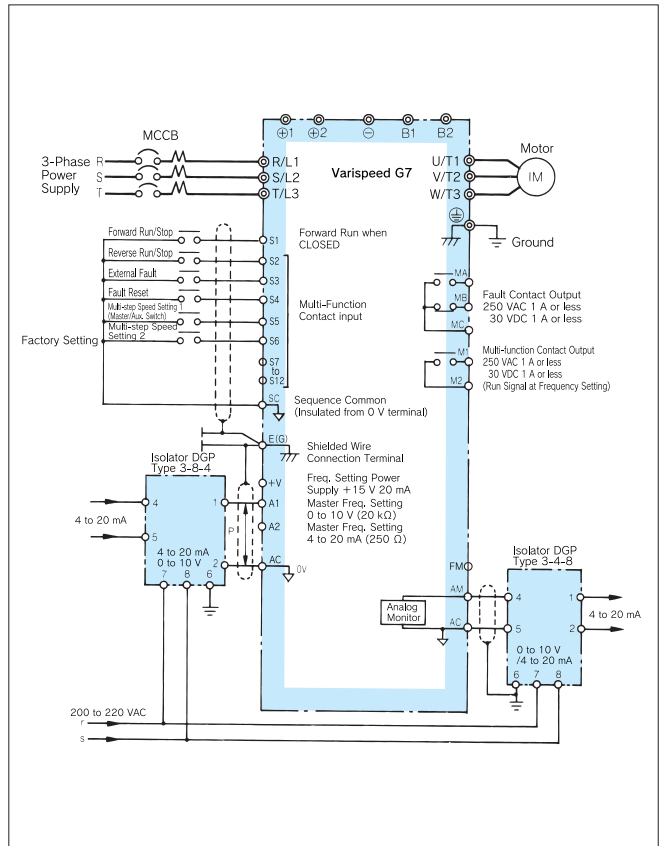 ⊕1 ⊕2 ⊖ B1 B2
MCCB
3-Phase
Power
Supply
R
S
T
R/L1
S/L2
T/L3
Varispeed G7
U/T1
V/T2
W/T3
Motor
IM
Ground
Forward Run/Stop
S1
Forward Run when
CLOSED
Reverse Run/Stop
S2
External Fault
S3
Fault Reset
S4
Multi-step Speed Setting 1
(Master/Aux. Switch)
S5
Multi-step Speed
Setting 2
S6
Factory Setting
S7
to
S12
Multi-Function
Contact input
MA
MB
MC
Fault Contact Output
250 VAC 1 A or less
30 VDC 1 A or less
M1
M2
Multi-function Contact Output
250 VAC 1 A or less
30 VDC 1 A or less
(Run Signal at Frequency Setting)
SC
Sequence Common
(Insulated from 0 V terminal)
E(G)
Shielded Wire
Connection Terminal
Isolator DGP
Type 3-8-4
4
5
4 to 20 mA
1
2
4 to 20 mA
0 to 10 V
7 8 6
P
+V
Freq. Setting Power
Supply +15 V 20 mA
A1
Master Freq. Setting
0 to 10 V (20 kΩ)
A2
Master Freq. Setting
4 to 20 mA (250 Ω)
AC
0V
FM
AM
AC
Analog
Monitor
Isolator DGP
Type 3-4-8
4
5
1
2
4 to 20 mA
0 to 10 V
/4 to 20 mA
6 7 8
200 to 220 VAC
r
s